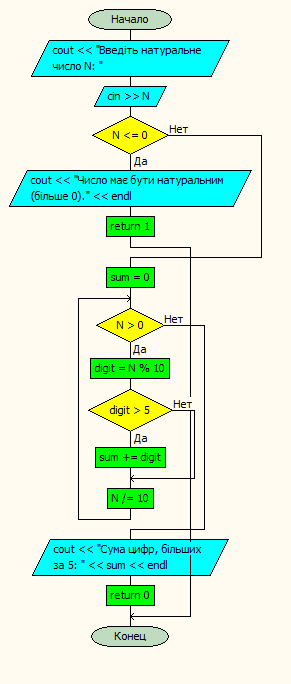 Начало
cout << "Введіть натуральне
число N: "
cin >> N
N <= 0
Нет
Да
cout << "Число має бути натуральним
(більше 0)." << endl
return 1
sum = 0
N > 0
Нет
Да
digit = N % 10
digit > 5
Нет
Да
sum += digit
N /= 10
cout << "Сума цифр, більших
за 5: " << sum << endl
return 0
Конец